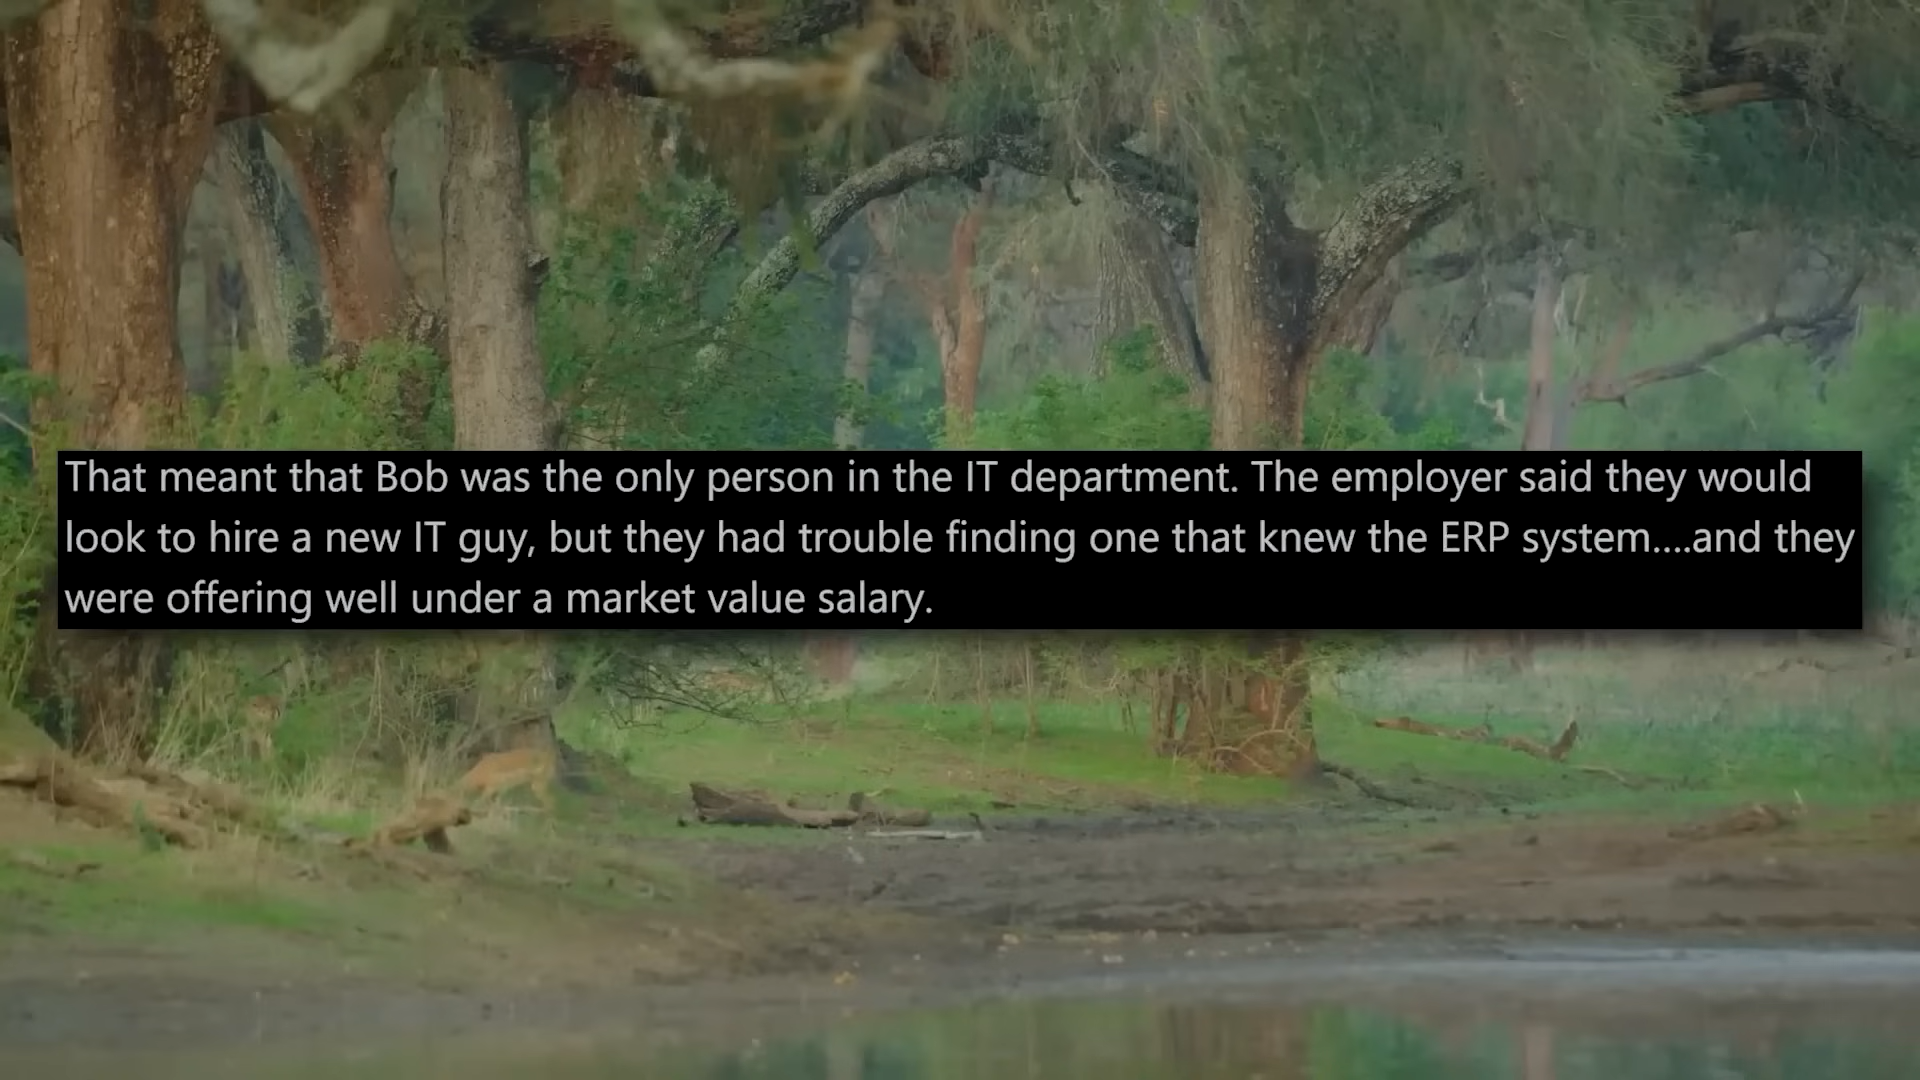 That meant that Bob was the only person in the IT department. The employer said they would
look to hire a new IT guy, but they had trouble finding one that knew the ERP system....and they
were offering well under a market value salary.